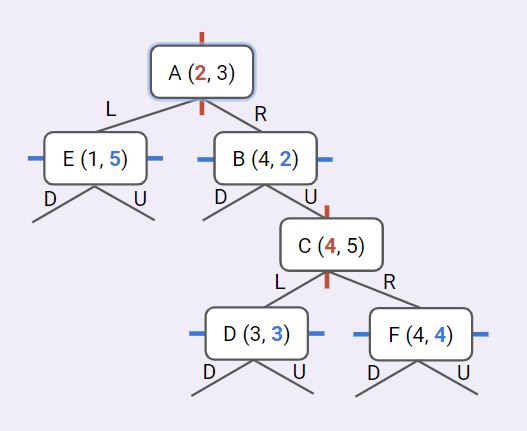 A (2, 3)
L R
E (1, 5) B (4, 2)
D U D U
C (4, 5)
L R
D (3, 3) F (4, 4)
D U D U